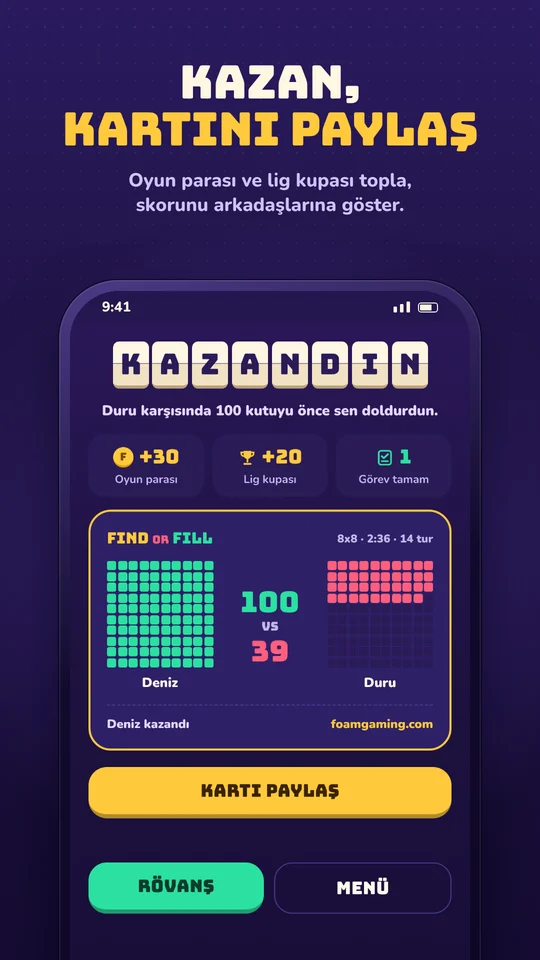 KAZAN,
KARTINI PAYLAŞ
Oyun parası ve lig kupası topla,
skorunu arkadaşlarına göster.
9:41
KAZANDIN
Duru karşısında 100 kutuyu önce sen doldurdun.
F +30 +20 1
Oyun parası Lig kupası Görev tamam
FIND OR FILL 8x8 · 2:36 · 14 tur
100
VS
39
Deniz Duru
Deniz kazandı foamgaming.com
KARTI PAYLAŞ
RÖVANŞ MENÜ